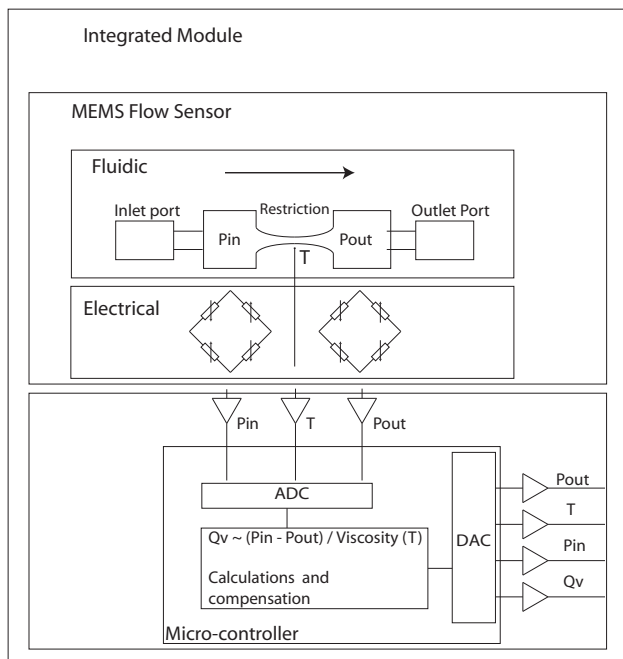 Integrated Module
MEMS Flow Sensor
Fluidic
Inlet port
Restriction
Outlet Port
Pin
Pout
T
Electrical
Pin
T
Pout
ADC
Qv ~ (Pin - Pout) / Viscosity (T)
Calculations and
compensation
DAC
Pout
T
Pin
Qv
Micro-controller